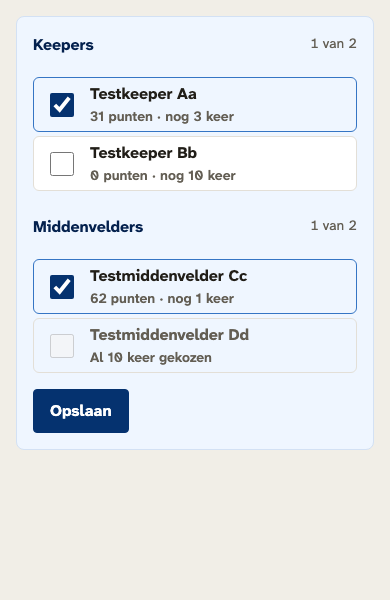 Keepers
1 van 2
Testkeeper Aa
31 punten · nog 3 keer
Testkeeper Bb
0 punten · nog 10 keer
Middenvelders
1 van 2
Testmiddenvelder Cc
62 punten · nog 1 keer
Testmiddenvelder Dd
Al 10 keer gekozen
Opslaan